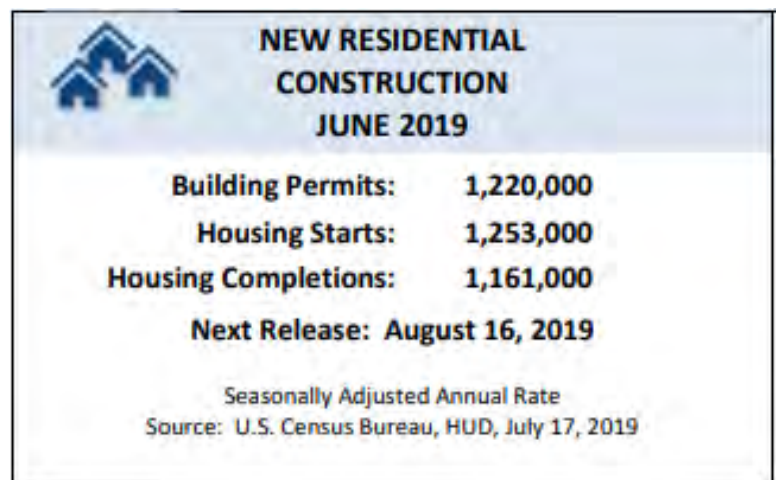 NEW RESIDENTIAL
CONSTRUCTION
JUNE 2019
Building Permits: 1,220,000
Housing Starts: 1,253,000
Housing Completions: 1,161,000
Next Release: August 16, 2019
Seasonally Adjusted Annual Rate
Source: U.S. Census Bureau, HUD, July 17, 2019